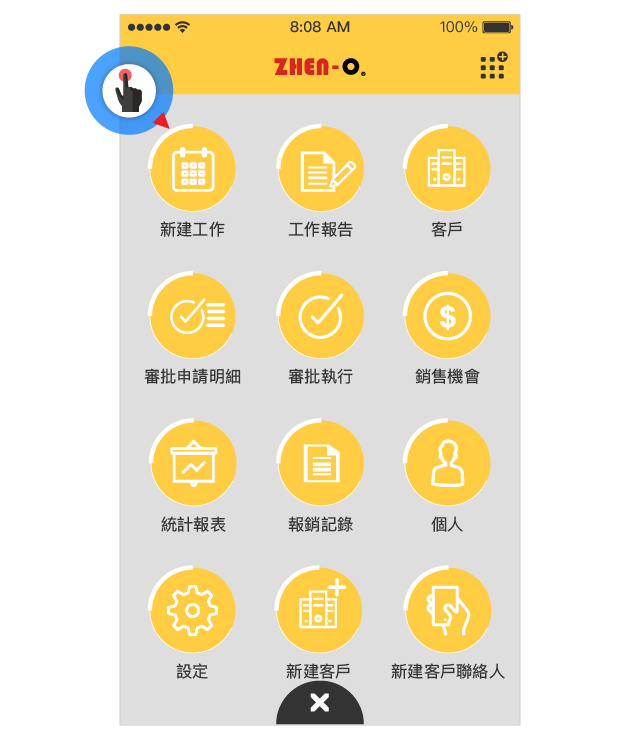 8:08 AM 100%
ZHEN-O®
新建工作 工作報告 客戶
審批申請明細 審批執行 銷售機會
統計報表 報銷記錄 個人
設定 新建客戶 新建客戶聯絡人